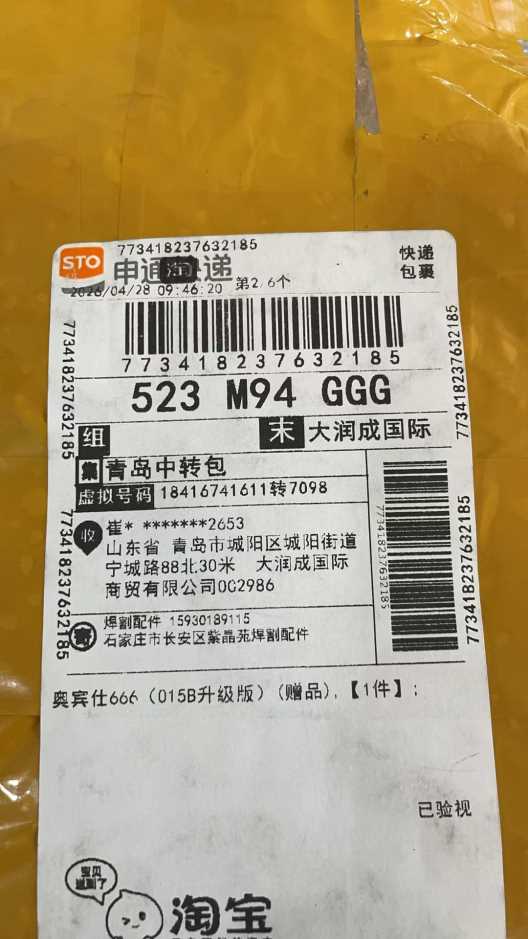 773418237632185
STO
申通快递
淘
快递
包裹
2026/04/28 09:46:20 第2/6个
773418237632185
773418237632185
773418237632185
523 M94 GGG
组
末 大润成国际
集 青岛中转包
虚拟号码 18416741611转7098
收
崔* *******2653
山东省 青岛市城阳区城阳街道
宁城路88北30米 大润成国际
商贸有限公司002986
773418237632185
773418237632185
773418237632185
寄
焊割配件 15930189115
石家庄市长安区紫晶苑焊割配件
奥宾仕666（015B升级版）（赠品），【1件】；
已验视
宝贝
淘宝